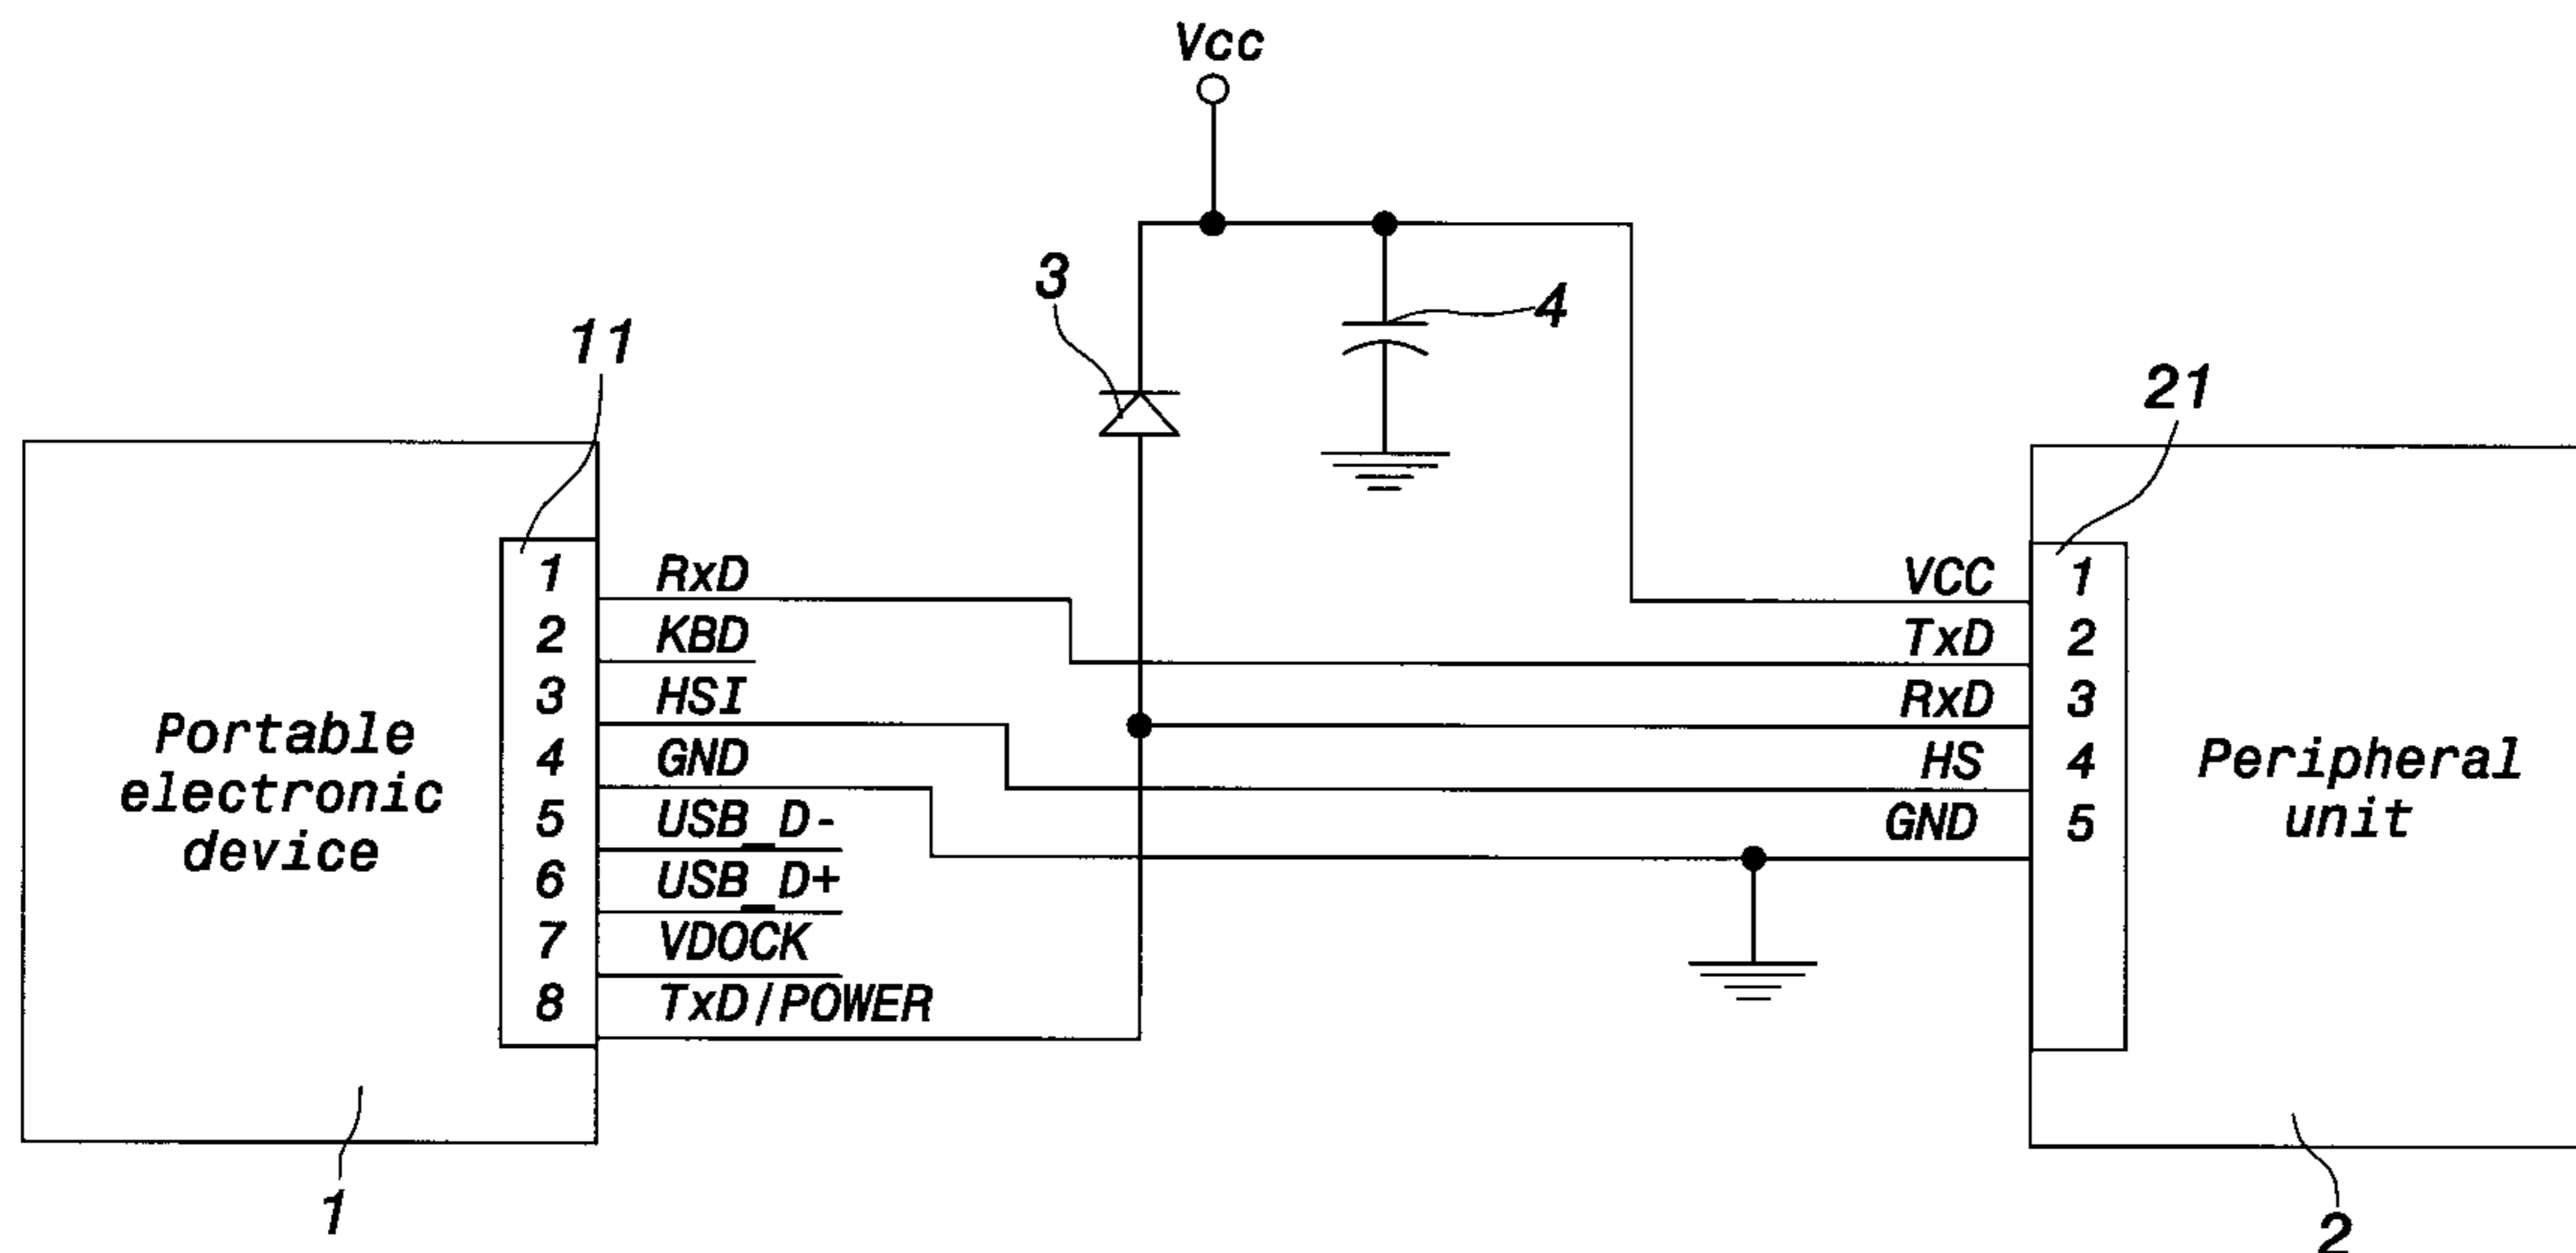 Vcc
3
4
11
21
1 RxD
2 KBD
3 HSI
4 GND
5 USB_D-
6 USB_D+
7 VDOCK
8 TxD/POWER
Portable
electronic
device
VCC 1
TxD 2
RxD 3
HS 4
GND 5
Peripheral
unit
1
2